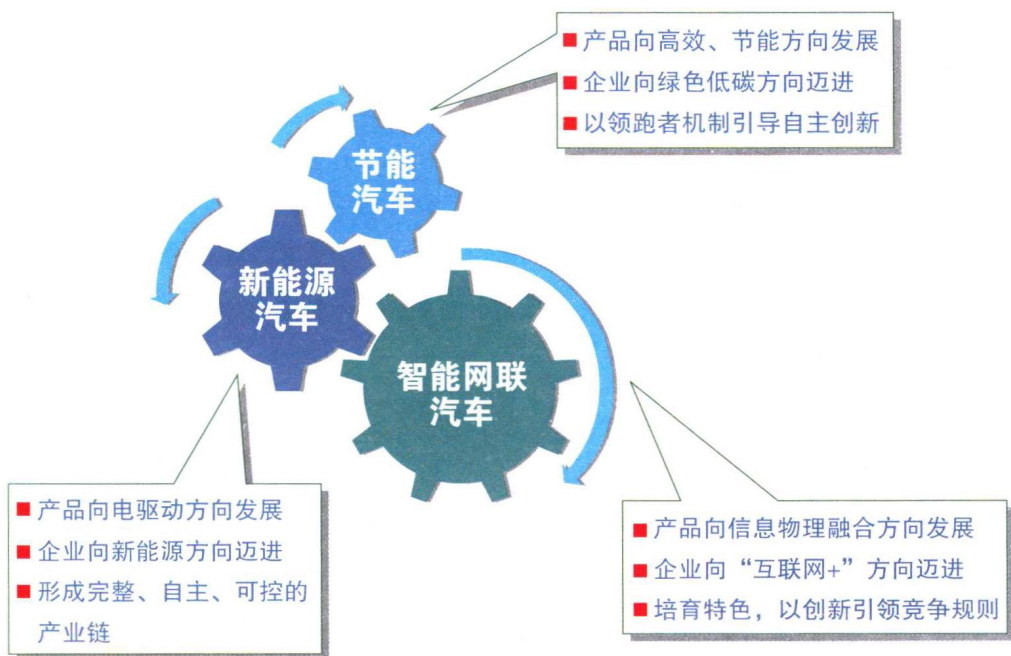 ■ 产品向高效、节能方向发展
■ 企业向绿色低碳方向迈进
■ 以领跑者机制引导自主创新
节能
汽车
新能源
汽车
智能网联
汽车
■ 产品向电驱动方向发展
■ 企业向新能源方向迈进
■ 形成完整、自主、可控的
产业链
■ 产品向信息物理融合方向发展
■ 企业向“互联网+”方向迈进
■ 培育特色，以创新引领竞争规则